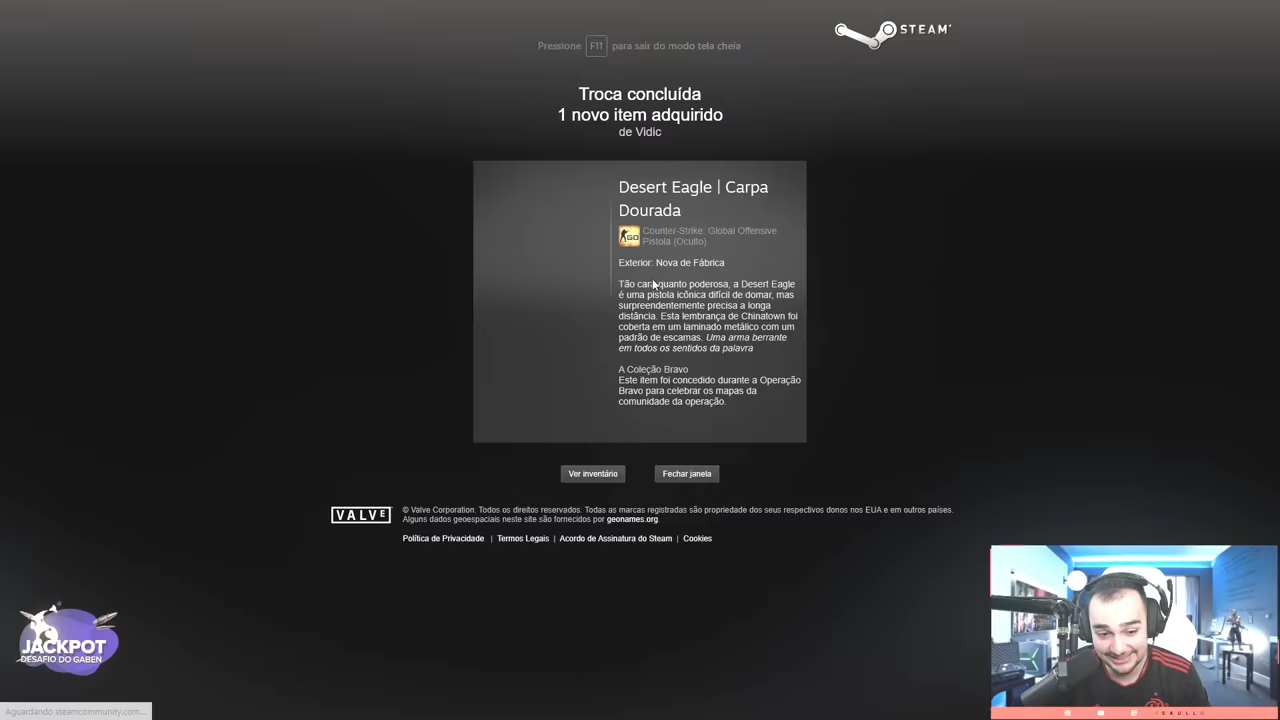 Pressione F11 para sair do modo tela cheia
STEAM
Troca concluída
1 novo item adquirido
de Vidic
Desert Eagle | Carpa
Dourada
Counter-Strike: Global Offensive
Pistola (Oculto)
Exterior: Nova de Fábrica
Tão cara quanto poderosa, a Desert Eagle
é uma pistola icônica difícil de domar, mas
surpreendentemente precisa a longa
distância. Esta lembrança de Chinatown foi
coberta em um laminado metálico com um
padrão de escamas. Uma arma berrante
em todos os sentidos da palavra
A Coleção Bravo
Este item foi concedido durante a Operação
Bravo para celebrar os mapas da
comunidade da operação.
Ver inventário
Fechar janela
VALVE
© Valve Corporation. Todos os direitos reservados. Todas as marcas registradas são propriedade dos seus respectivos donos nos EUA e em outros países.
Alguns dados geoespaciais neste site são fornecidos por geonames.org.
Política de Privacidade | Termos Legais | Acordo de Assinatura do Steam | Cookies
JACKPOT
DESAFIO DO GABEN
Aguardando steamcommunity.com...